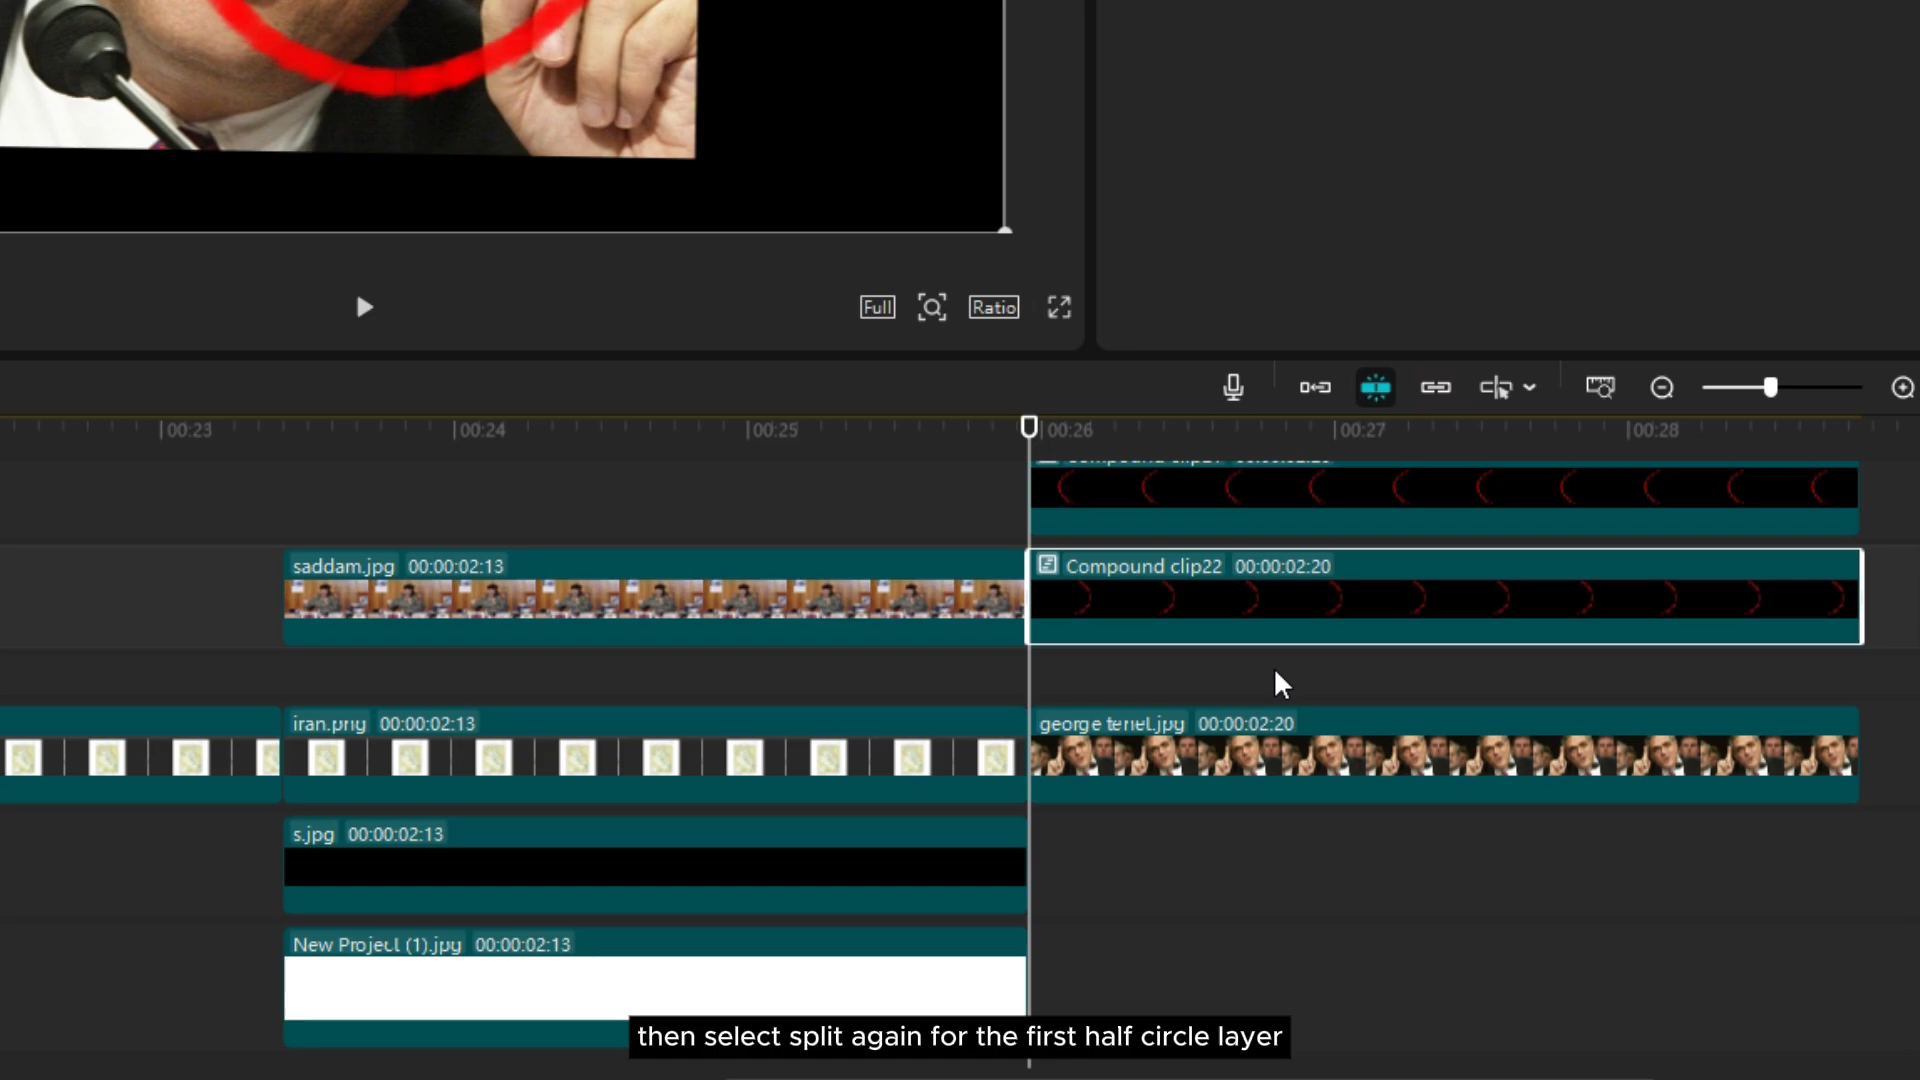 Full
Ratio
00:23
00:24
00:25
00:26
00:27
00:28
saddam.jpg 00:00:02:13
Compound clip22 00:00:02:20
iran.png 00:00:02:13
george tenet.jpg 00:00:02:20
s.jpg 00:00:02:13
New Project (1).jpg 00:00:02:13
then select split again for the first half circle layer